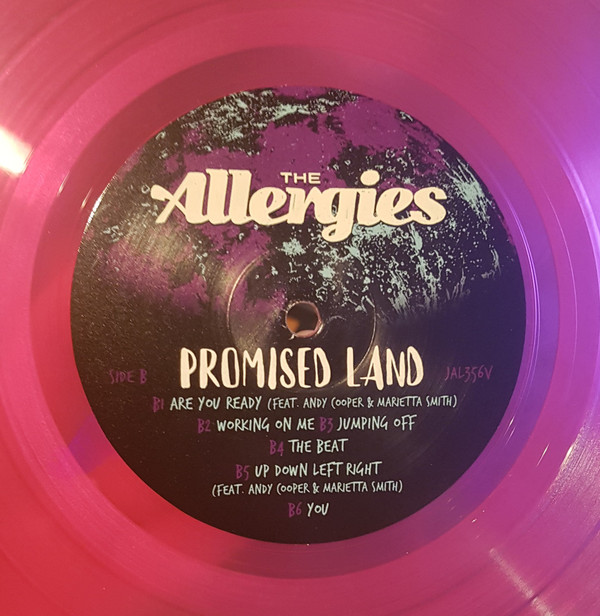 THE
Allergies
PROMISED LAND
SIDE B
JAL356V
B1 ARE YOU READY (FEAT. ANDY COOPER & MARIETTA SMITH)
B2 WORKING ON ME B3 JUMPING OFF
B4 THE BEAT
B5 UP DOWN LEFT RIGHT
(FEAT. ANDY COOPER & MARIETTA SMITH)
B6 YOU